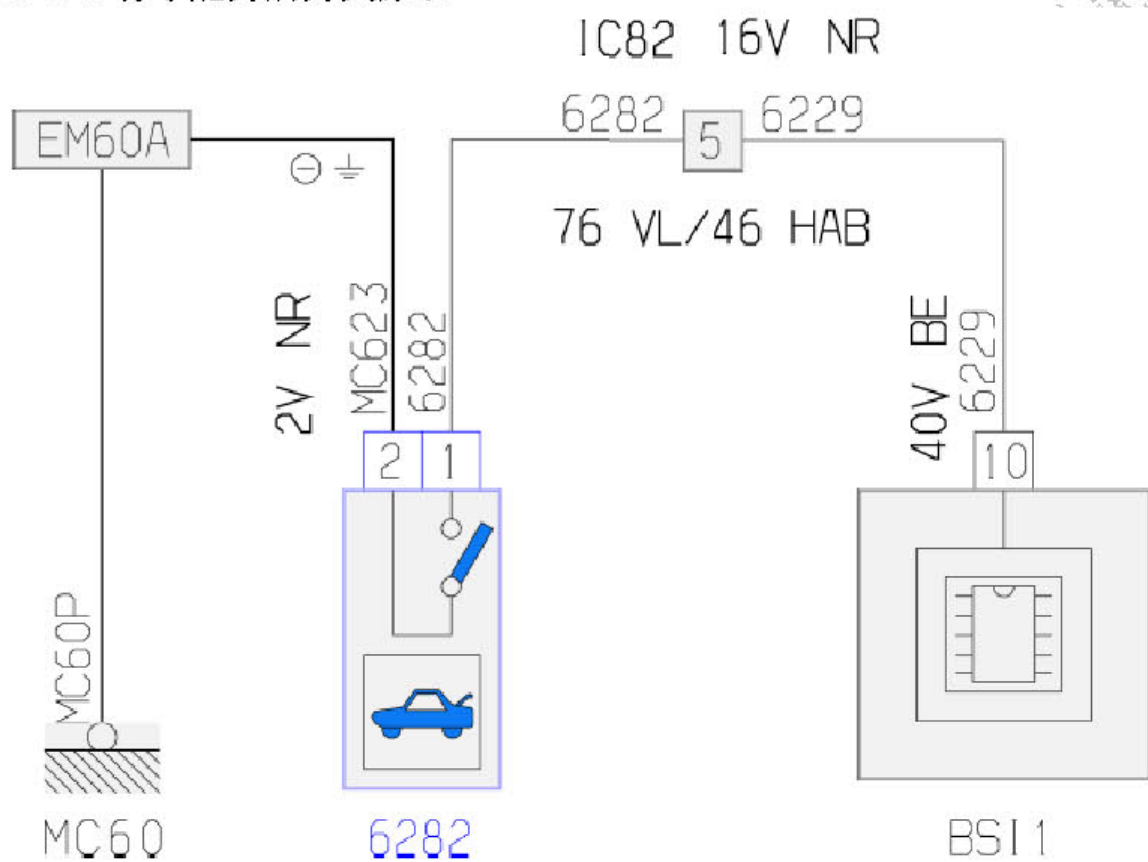 IC82 16V NR
EM60A
6282
5
6229
76 VL/46 HAB
2V NR
MC623
6282
40V BE
6229
2
1
10
MC60P
MC60
6282
BSI1